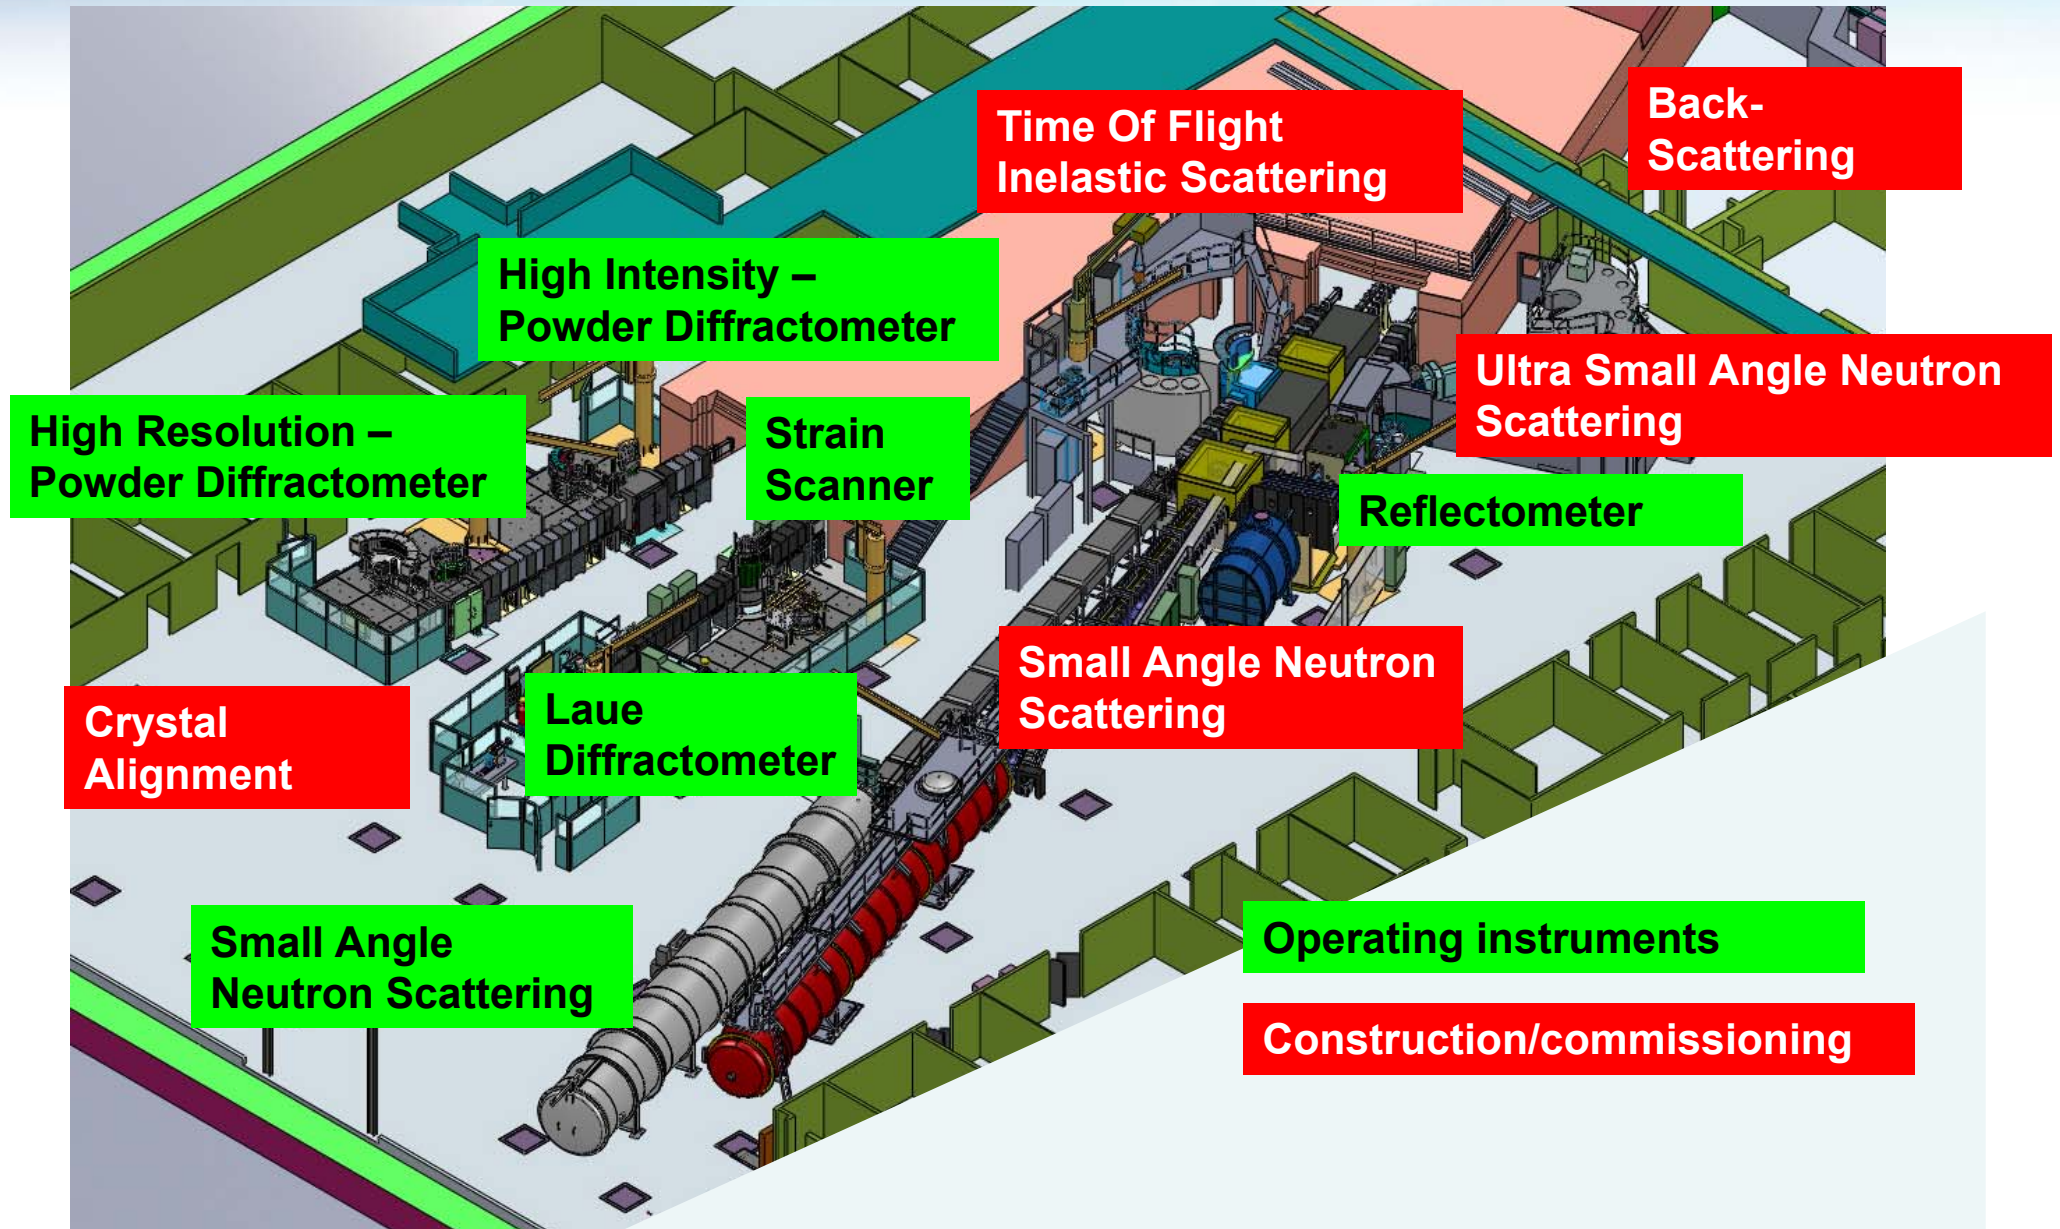 Time Of Flight
Inelastic Scattering
Back-
Scattering
High Intensity –
Powder Diffractometer
Ultra Small Angle Neutron
Scattering
High Resolution –
Powder Diffractometer
Strain
Scanner
Reflectometer
Small Angle Neutron
Scattering
Crystal
Alignment
Laue
Diffractometer
Small Angle
Neutron Scattering
Operating instruments
Construction/commissioning